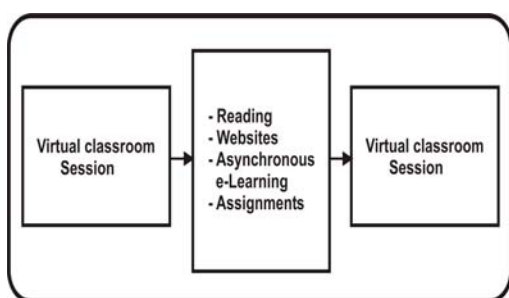 Virtual classroom
Session
- Reading
- Websites
- Asynchronous
e-Learning
- Assignments
Virtual classroom
Session